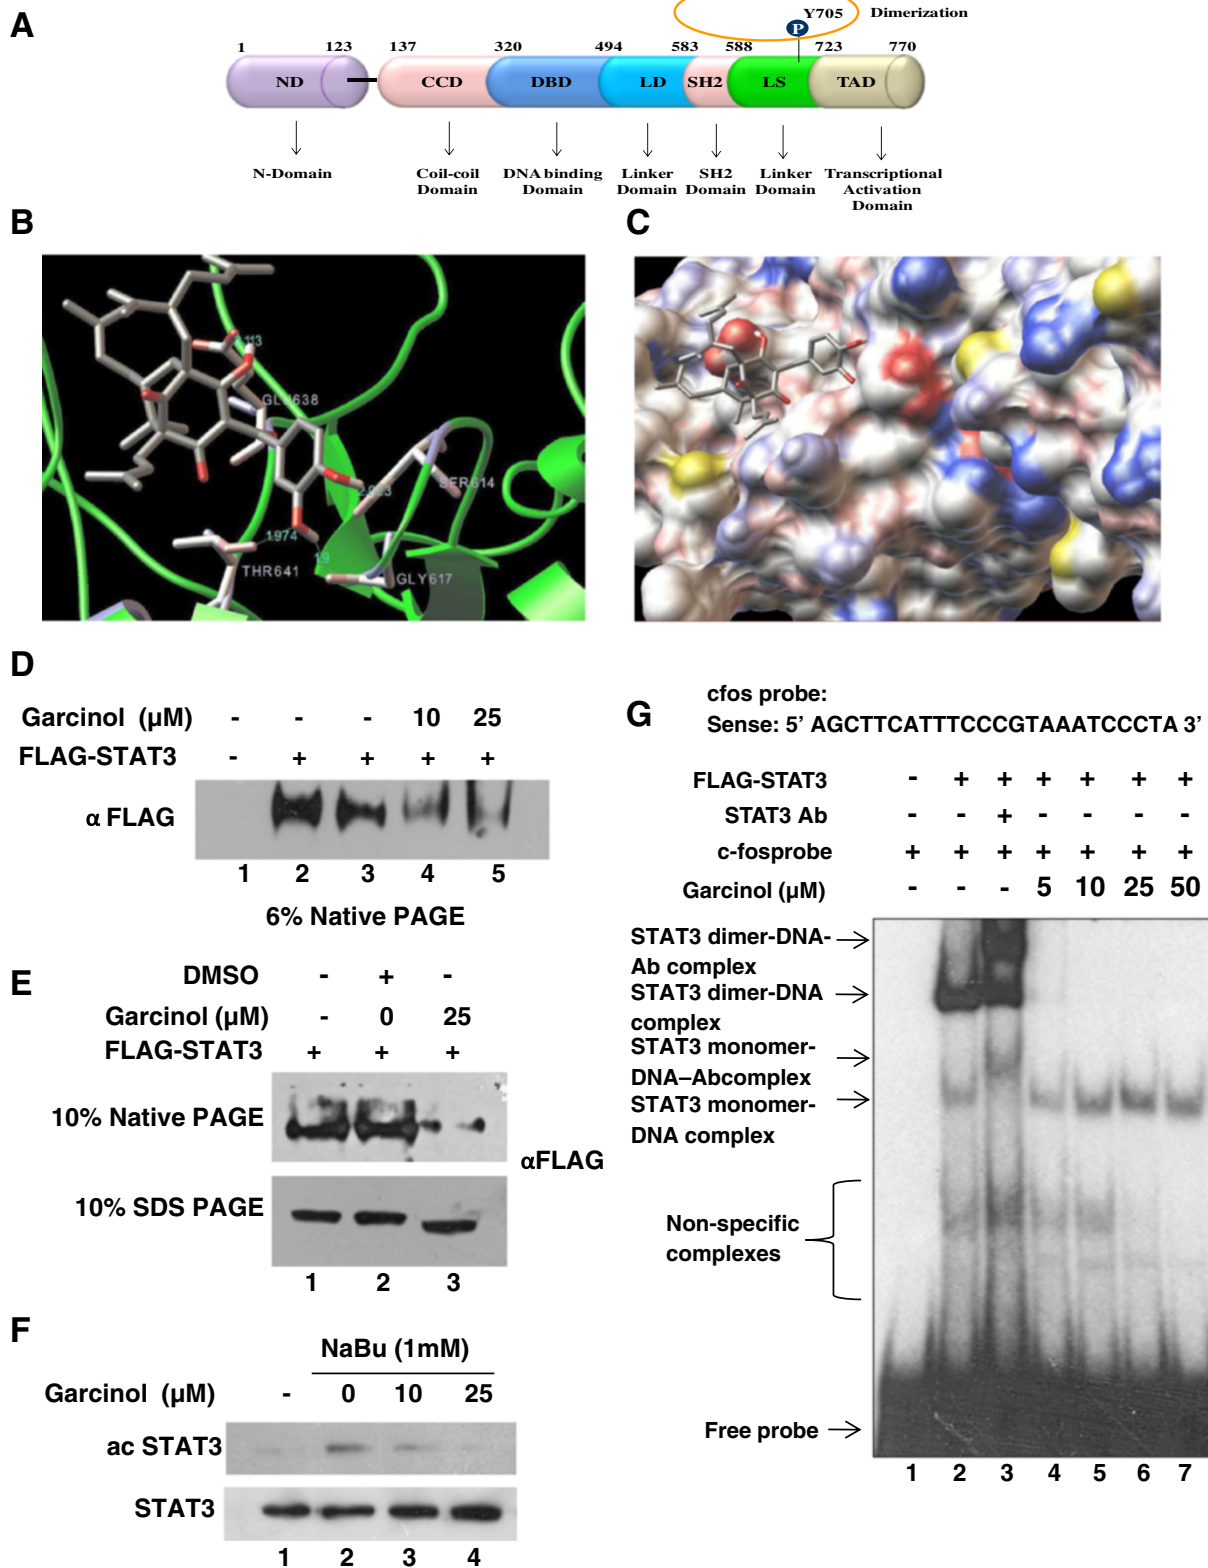 A
Y705
Dimerization
P
1 123 137 320 494 583 588 723 770
ND CCD DBD LD SH2 LS TAD
N-Domain
Coil-coil
Domain
DNA binding
Domain
Linker
Domain
SH2
Domain
Linker
Domain
Transcriptional
Activation
Domain
B
GLU638
SER614
1.974
1.9
THR641
GLY617
C
D
Garcinol (µM) - - - 10 25
FLAG-STAT3 - + + + +
α FLAG
1 2 3 4 5
6% Native PAGE
E
DMSO - + -
Garcinol (µM) - 0 25
FLAG-STAT3 + + +
10% Native PAGE
αFLAG
10% SDS PAGE
1 2 3
F
NaBu (1mM)
Garcinol (µM) - 0 10 25
ac STAT3
STAT3
1 2 3 4
G
cfos probe:
Sense: 5’ AGCTTCATTTCCCGTAAATCCCTA 3’
FLAG-STAT3 - + + + + + +
STAT3 Ab - - + - - - -
c-fosprobe + + + + + + +
Garcinol (µM) - - - 5 10 25 50
STAT3 dimer-DNA-
Ab complex
STAT3 dimer-DNA
complex
STAT3 monomer-
DNA–Abcomplex
STAT3 monomer-
DNA complex
Non-specific
complexes
Free probe
1 2 3 4 5 6 7